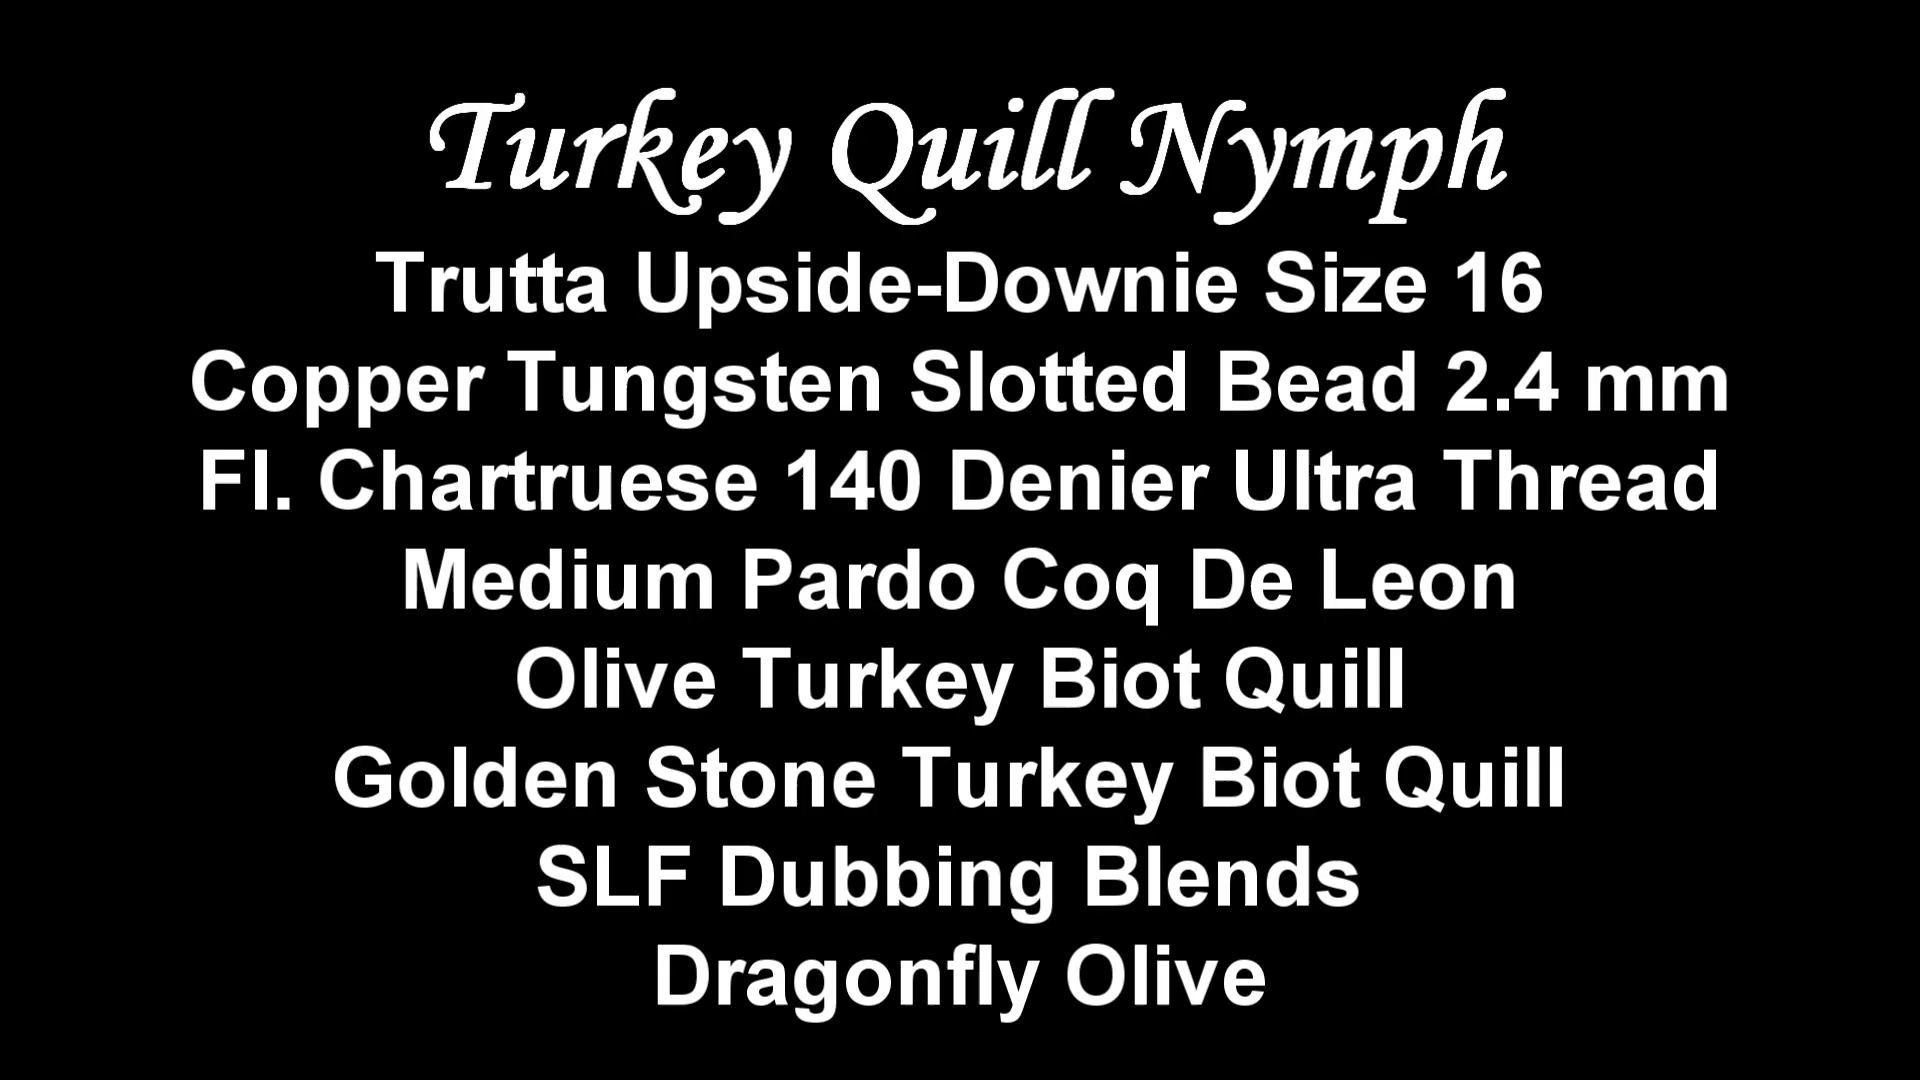 Turkey Quill Nymph
Trutta Upside-Downie Size 16
Copper Tungsten Slotted Bead 2.4 mm
Fl. Chartruese 140 Denier Ultra Thread
Medium Pardo Coq De Leon
Olive Turkey Biot Quill
Golden Stone Turkey Biot Quill
SLF Dubbing Blends
Dragonfly Olive